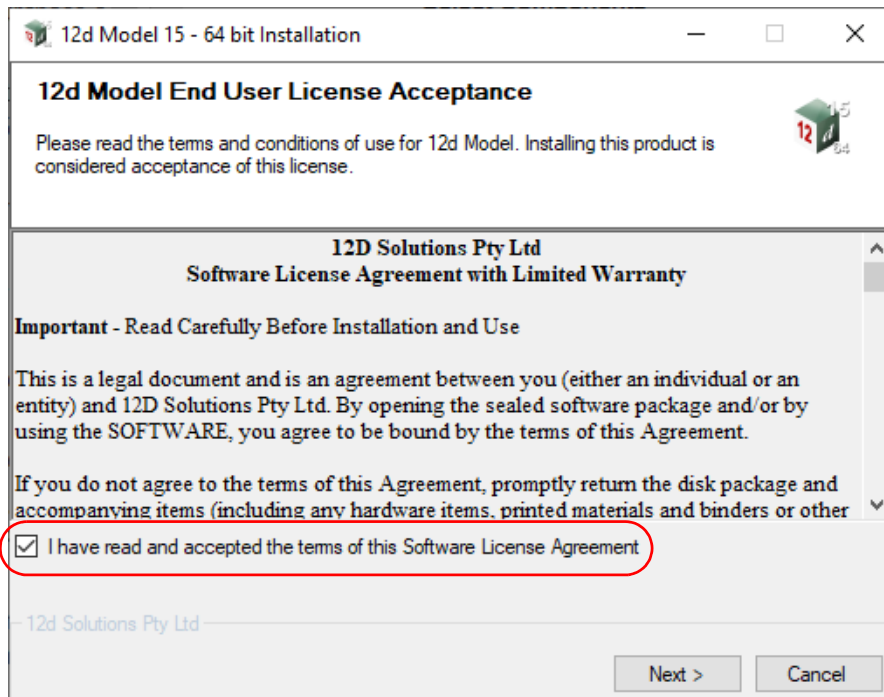 12d Model 15 - 64 bit Installation
12d Model End User License Acceptance
Please read the terms and conditions of use for 12d Model. Installing this product is
considered acceptance of this license.
15
12 d
64
12D Solutions Pty Ltd
Software License Agreement with Limited Warranty
Important - Read Carefully Before Installation and Use
This is a legal document and is an agreement between you (either an individual or an
entity) and 12D Solutions Pty Ltd. By opening the sealed software package and/or by
using the SOFTWARE, you agree to be bound by the terms of this Agreement.
If you do not agree to the terms of this Agreement, promptly return the disk package and
accompanying items (including any hardware items, printed materials and binders or other
I have read and accepted the terms of this Software License Agreement
12d Solutions Pty Ltd
Next >
Cancel